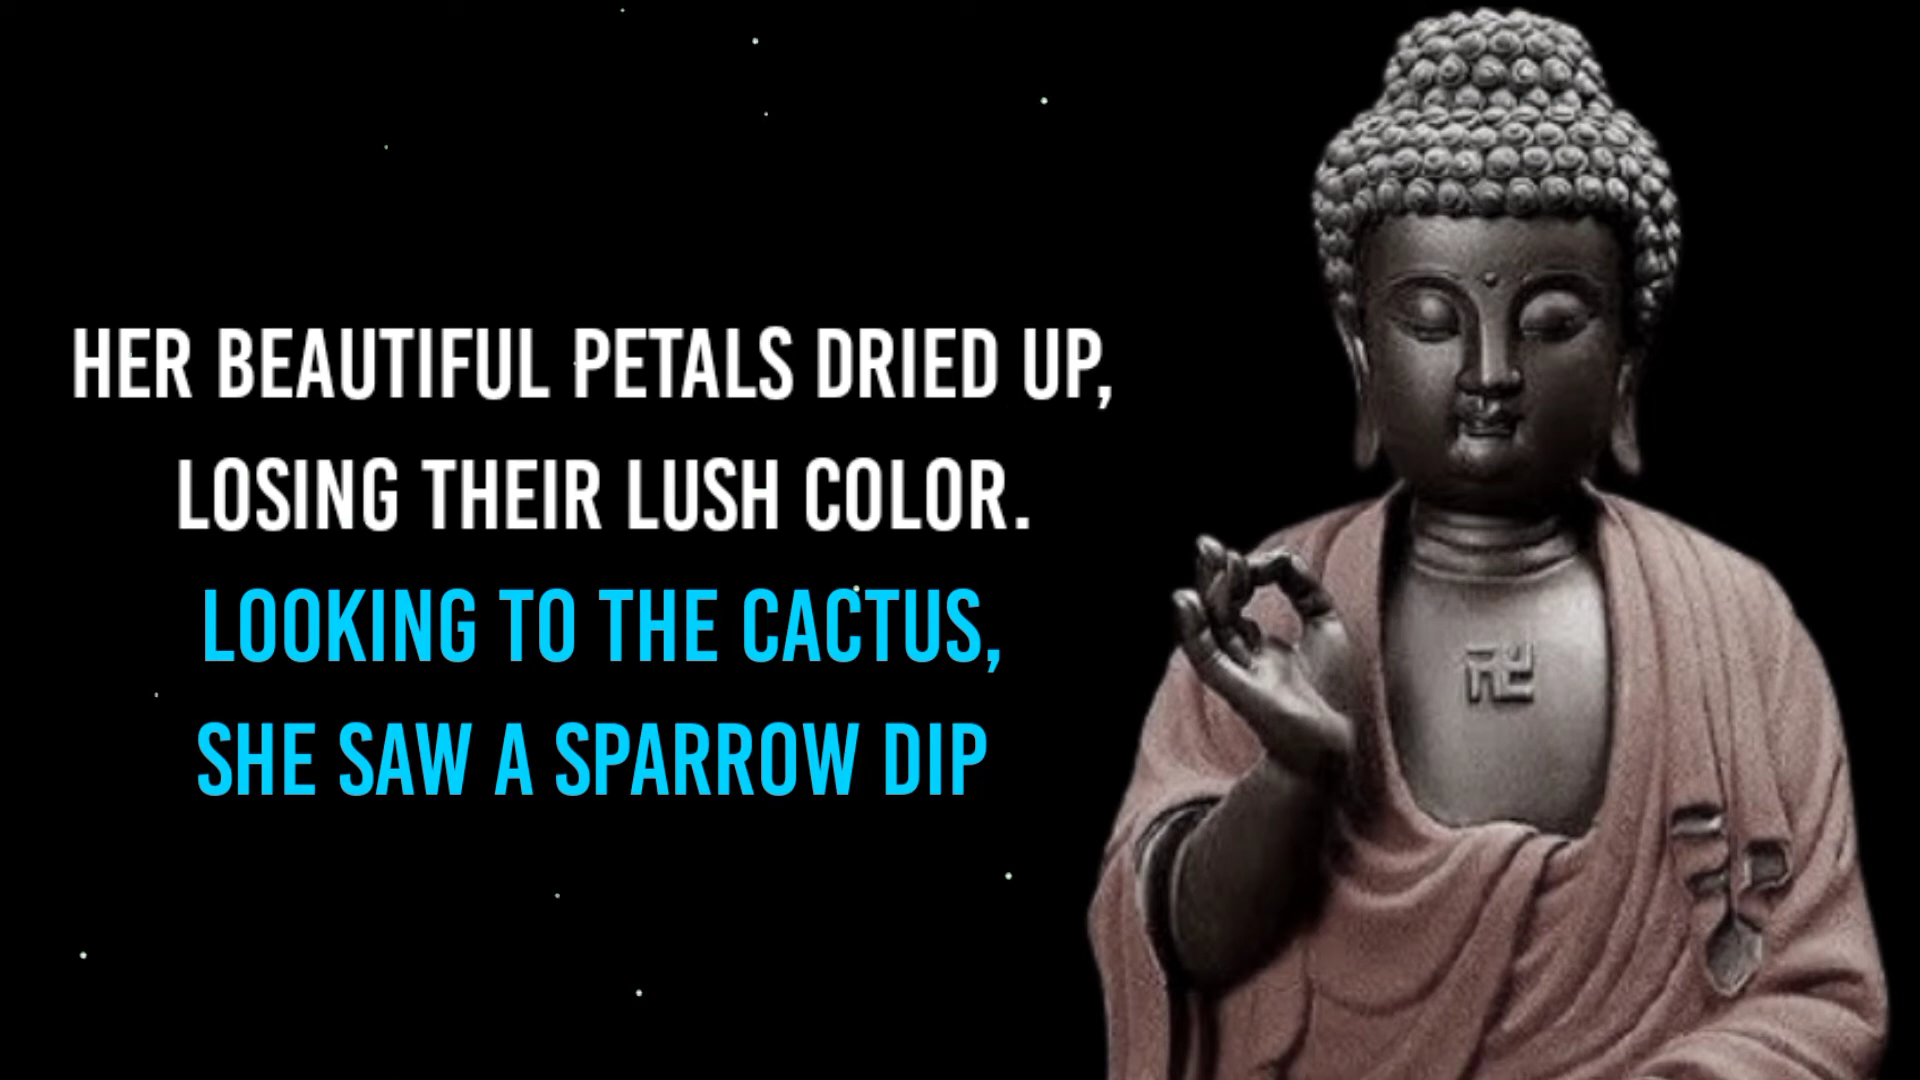 HER BEAUTIFUL PETALS DRIED UP,
LOSING THEIR LUSH COLOR.
LOOKING TO THE CACTUS,
SHE SAW A SPARROW DIP